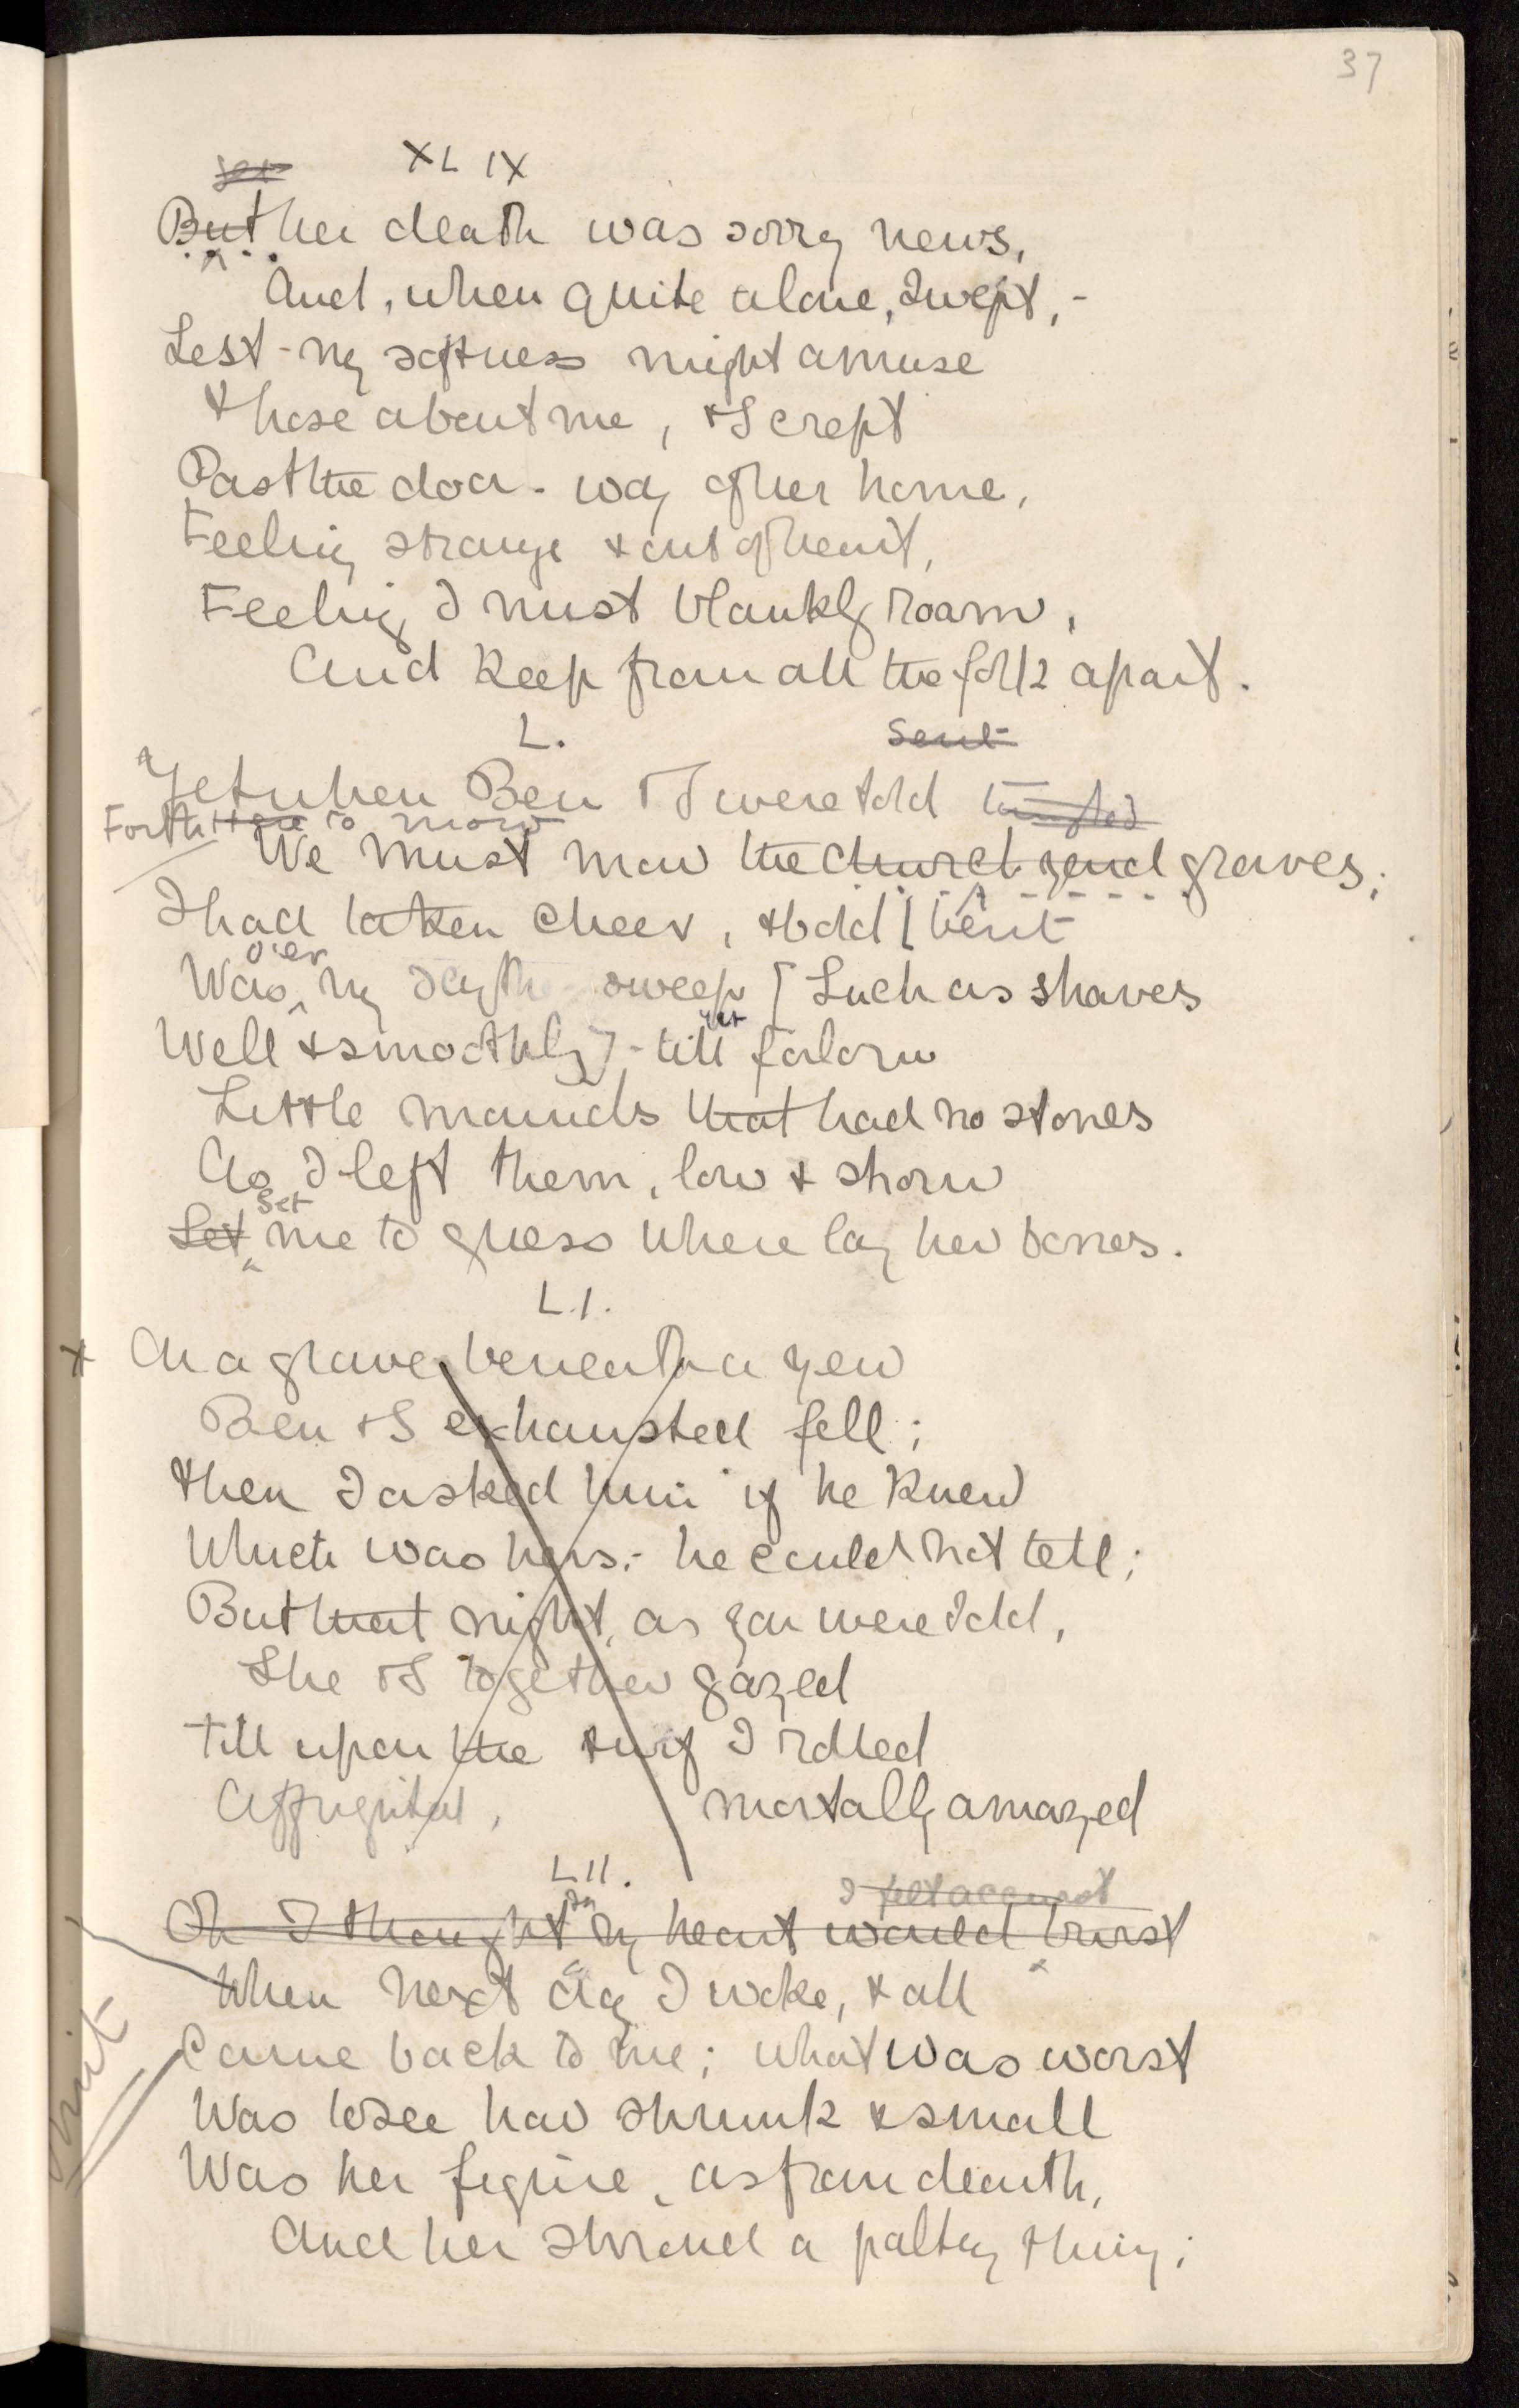 37
XLIX
But her death was sorry news,
And, when quite alone, I wept, -
Lest my softness might amuse
Those about me, & I crept
Past the door-way of her home,
Feeling strange & out of heart,
Feeling I must blankly roam,
And keep from all the folk apart.
L.
sent
Yet when Ben & I were told
Forth to mow
We must mow the churchyard graves;
I had taken cheer, & bold [bent
o'er
Was my scythe sweep [Such as shaves
yet
Well & smoothly] - till forlorn
Little mounds that had no stones
As I left them, low & shorn
set
Let me to guess where lay her bones.
LI.
x On a grave beneath a yew
Ben & I exhausted fell;
Then I asked him if he knew
Which was hers: - he could not tell;
But that night, as you were told,
She & I together gazed
Till upon the turf I rolled
Affrighted, mortally amazed
LII.
I felt accurst
Oh I thought my heart would burst
When next day I woke, & all
Came back to me; what was worst
Was to see how shrunk & small
Was her figure, as from dearth,
And her shroud a paltry thing;